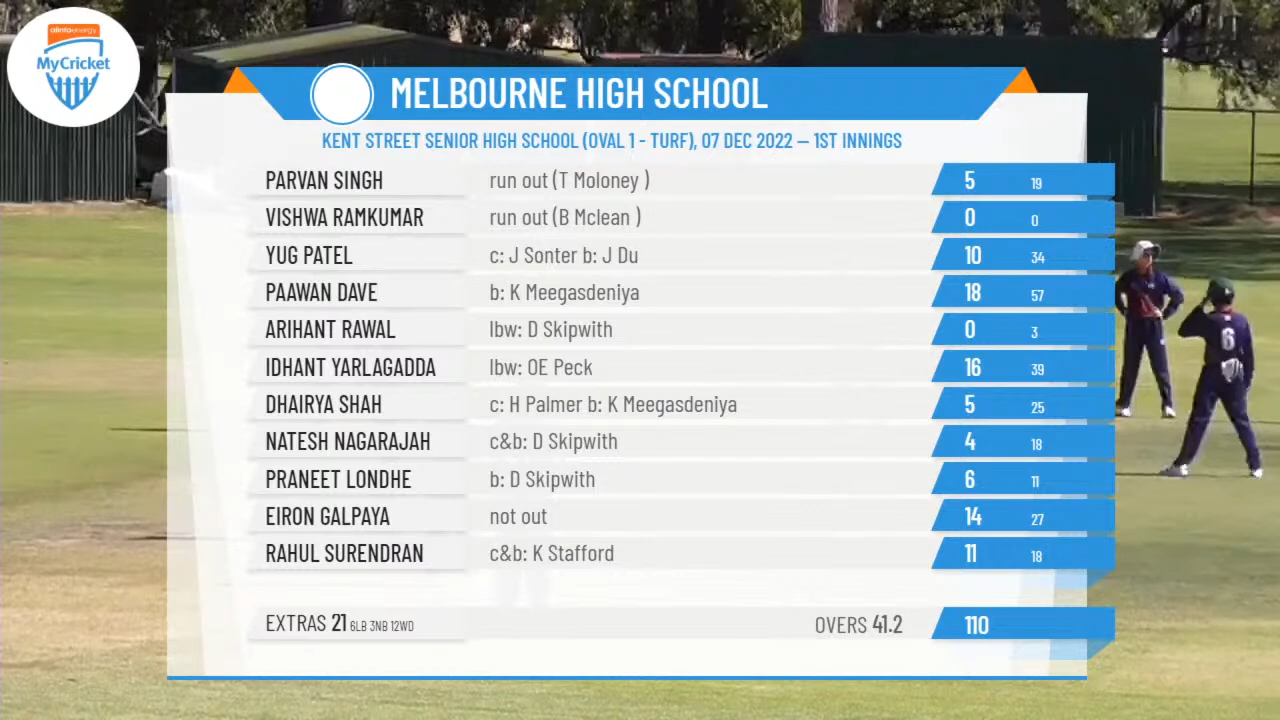 alintaenergy
MyCricket
MELBOURNE HIGH SCHOOL
KENT STREET SENIOR HIGH SCHOOL (OVAL 1 - TURF), 07 DEC 2022 – 1ST INNINGS
PARVAN SINGH run out (T Moloney ) 5 19
VISHWA RAMKUMAR run out (B Mclean ) 0 0
YUG PATEL c: J Sonter b: J Du 10 34
PAAWAN DAVE b: K Meegasdeniya 18 57
ARIHANT RAWAL lbw: D Skipwith 0 3
IDHANT YARLAGADDA lbw: OE Peck 16 39
DHAIRYA SHAH c: H Palmer b: K Meegasdeniya 5 25
NATESH NAGARAJAH c&b: D Skipwith 4 18
PRANEET LONDHE b: D Skipwith 6 11
EIRON GALPAYA not out 14 27
RAHUL SURENDRAN c&b: K Stafford 11 18
EXTRAS 21 6LB 3NB 12WD OVERS 41.2 110
6